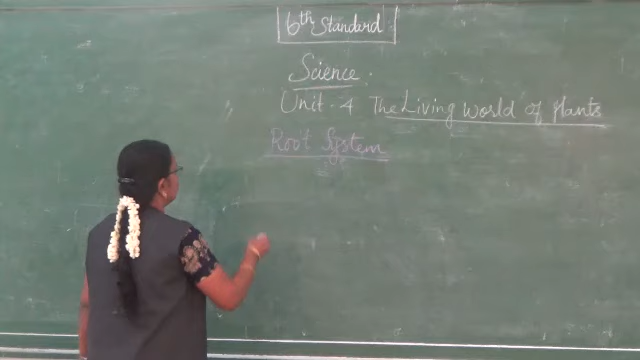 6th Standard
Science.
Unit. 4 The Living World of plants
Root System